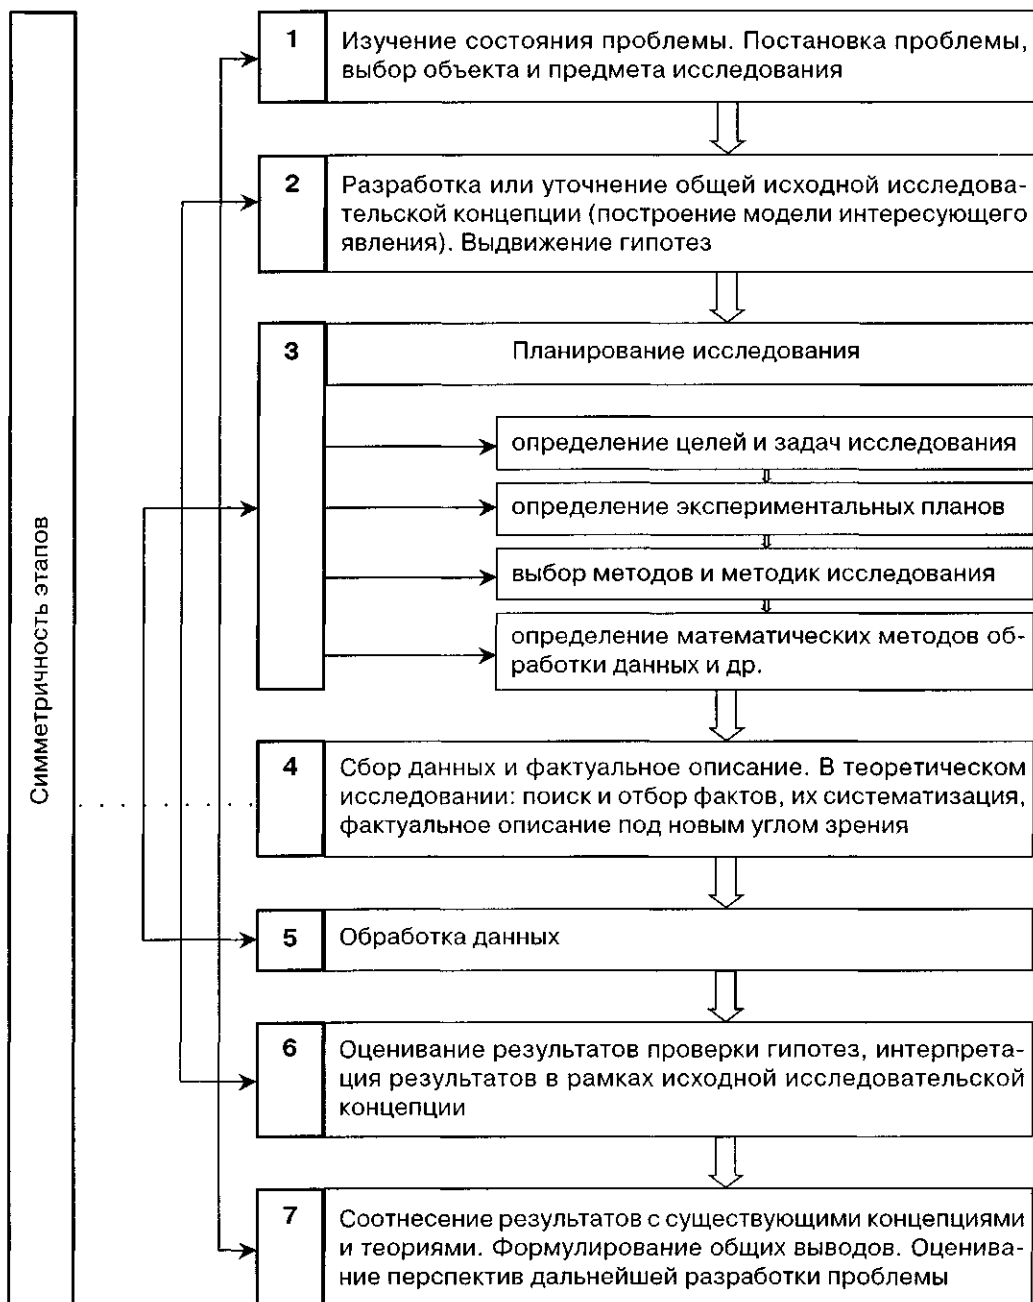 Симметричность этапов
1
Изучение состояния проблемы. Постановка проблемы,
выбор объекта и предмета исследования
2
Разработка или уточнение общей исходной исследова-
тельской концепции (построение модели интересующего
явления). Выдвижение гипотез
3
Планирование исследования
определение целей и задач исследования
определение экспериментальных планов
выбор методов и методик исследования
определение математических методов об-
работки данных и др.
4
Сбор данных и фактуальное описание. В теоретическом
исследовании: поиск и отбор фактов, их систематизация,
фактуальное описание под новым углом зрения
5
Обработка данных
6
Оценивание результатов проверки гипотез, интерпрета-
ция результатов в рамках исходной исследовательской
концепции
7
Соотнесение результатов с существующими концепциями
и теориями. Формулирование общих выводов. Оценива-
ние перспектив дальнейшей разработки проблемы